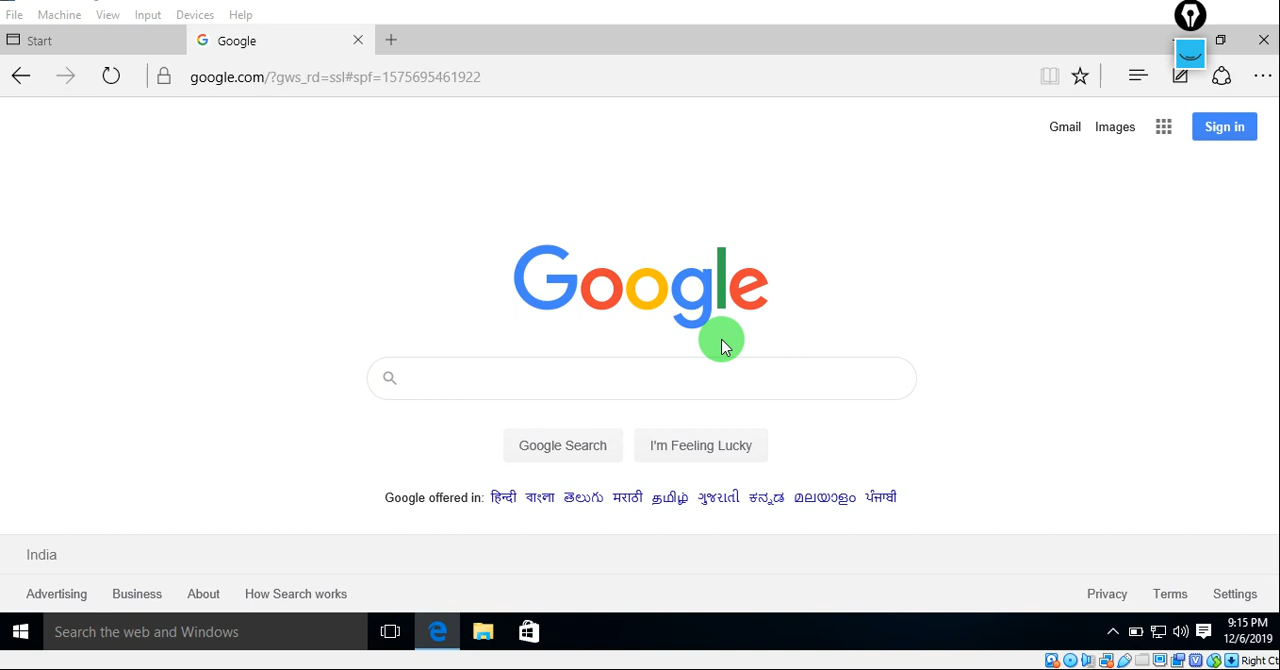 File Machine View Input Devices Help
Start Google
google.com/?gws_rd=ssl#spf=1575695461922
Gmail Images Sign in
Google
Google Search I'm Feeling Lucky
Google offered in: हिन्दी বাংলা తెలుగు मराठी தமிழ் ગુજરાતી ಕನ್ನಡ മലയാളം ਪੰਜਾਬੀ
India
Advertising Business About How Search works Privacy Terms Settings
Search the web and Windows 9:15 PM
12/6/2019
Right Ct